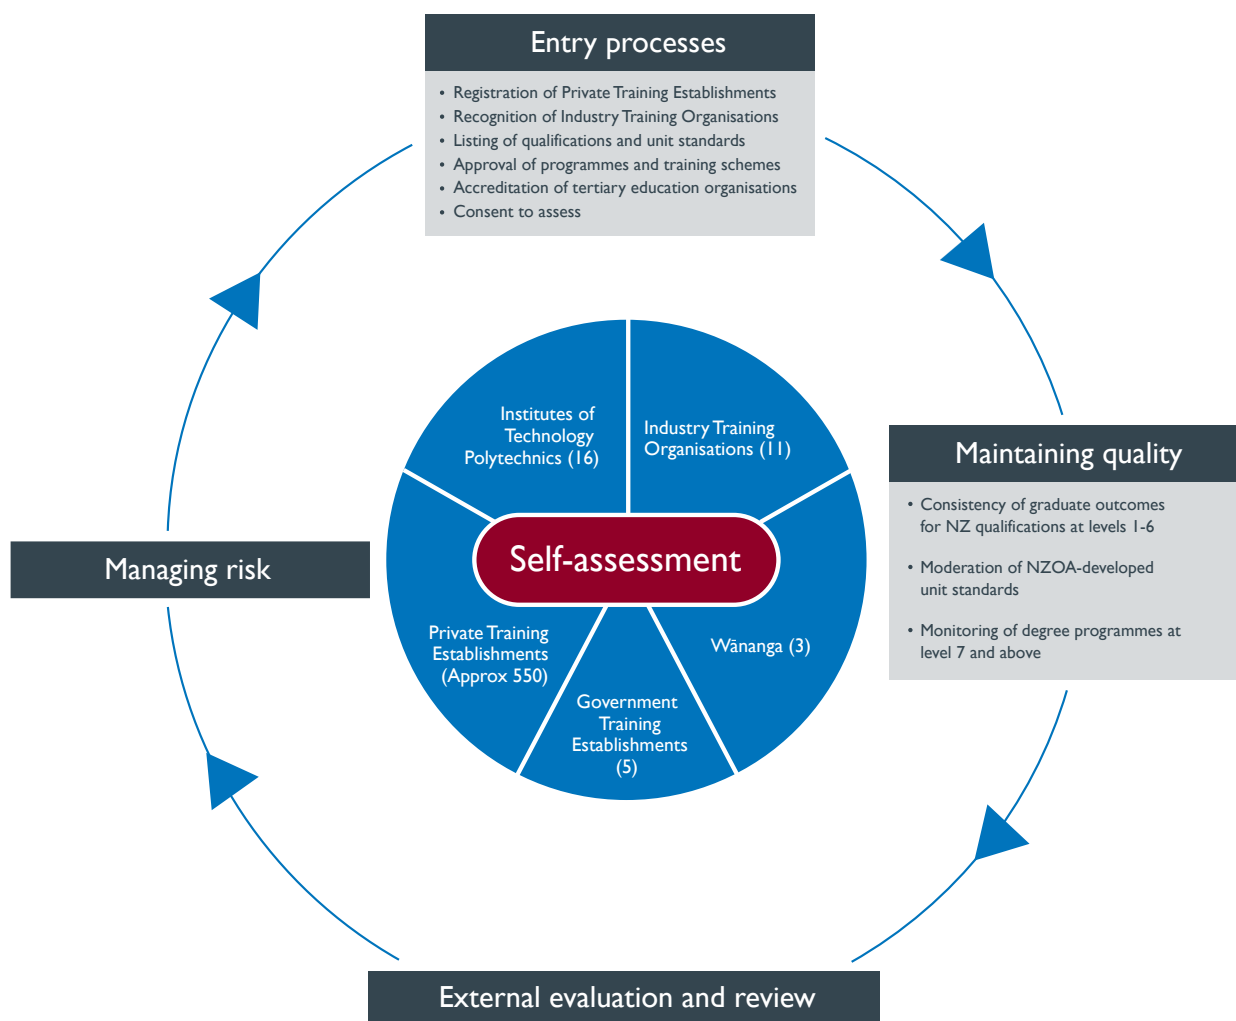 Entry processes
• Registration of Private Training Establishments
• Recognition of Industry Training Organisations
• Listing of qualifications and unit standards
• Approval of programmes and training schemes
• Accreditation of tertiary education organisations
• Consent to assess
Institutes of
Technology
Polytechnics (16)
Industry Training
Organisations (11)
Maintaining quality
• Consistency of graduate outcomes
for NZ qualifications at levels 1-6
• Moderation of NZOA-developed
unit standards
• Monitoring of degree programmes at
level 7 and above
Self-assessment
Managing risk
Private Training
Establishments
(Approx 550)
Wānanga (3)
Government
Training
Establishments
(5)
External evaluation and review